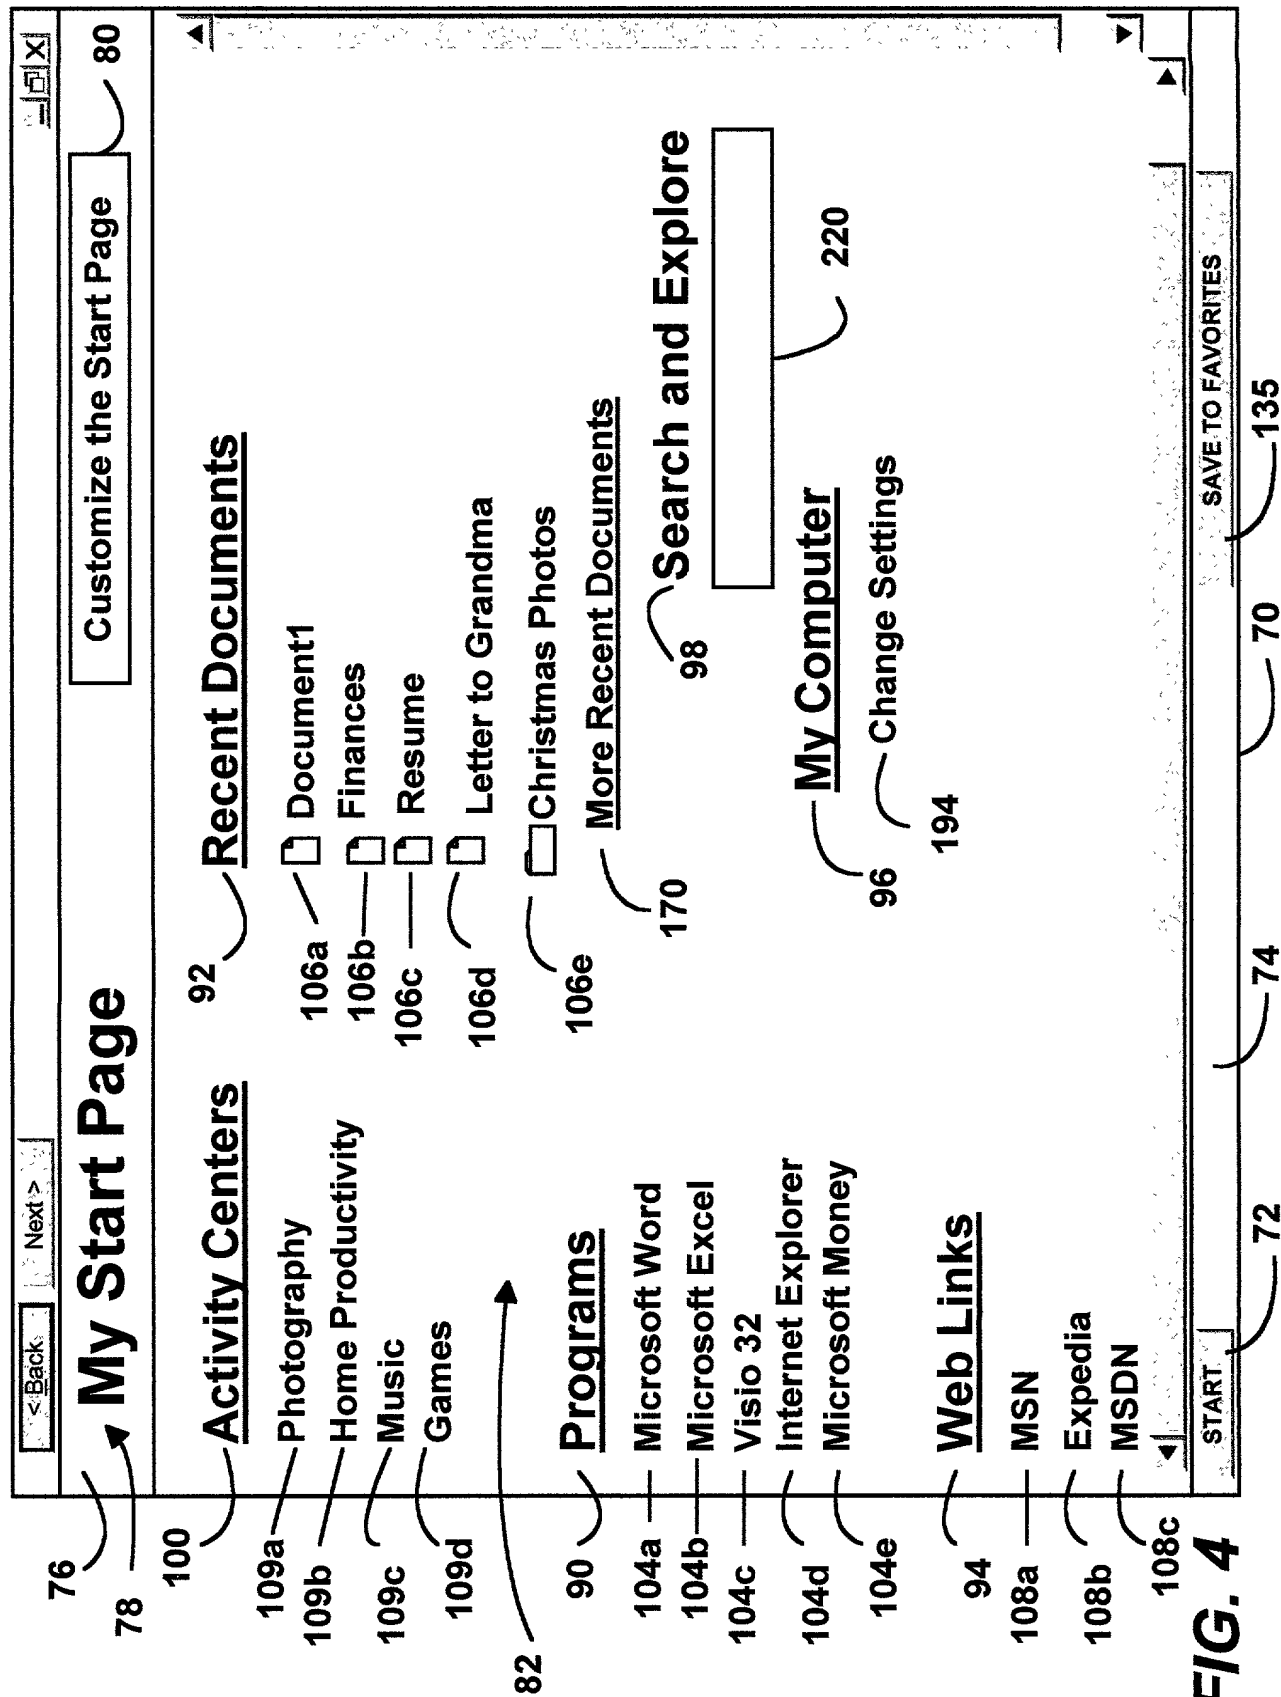 < Back Next >
76 My Start Page Customize the Start Page 80
78
100 Activity Centers 92 Recent Documents
109a Photography 106a Document1
109b Home Productivity 106b Finances
109c Music 106c Resume
109d Games 106d Letter to Grandma
82 106e Christmas Photos
90 Programs 170 More Recent Documents
104a Microsoft Word 98 Search and Explore
104b Microsoft Excel
104c Visio 32 220
104d Internet Explorer 96 My Computer
104e Microsoft Money 194 Change Settings
94 Web Links
108a MSN
108b Expedia
108c MSDN
START SAVE TO FAVORITES
72 74 70 135
FIG. 4